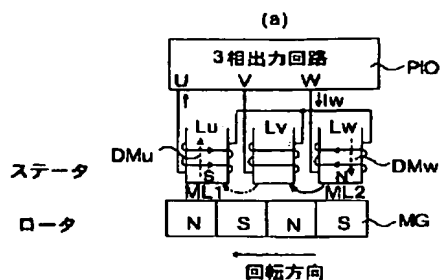 (a)
3相出力回路
PIO
U V W
Iw
Lu Lv Lw
DMu
DMw
ステータ
S N
ML1 ML2
ロータ
N S N S
MG
回転方向